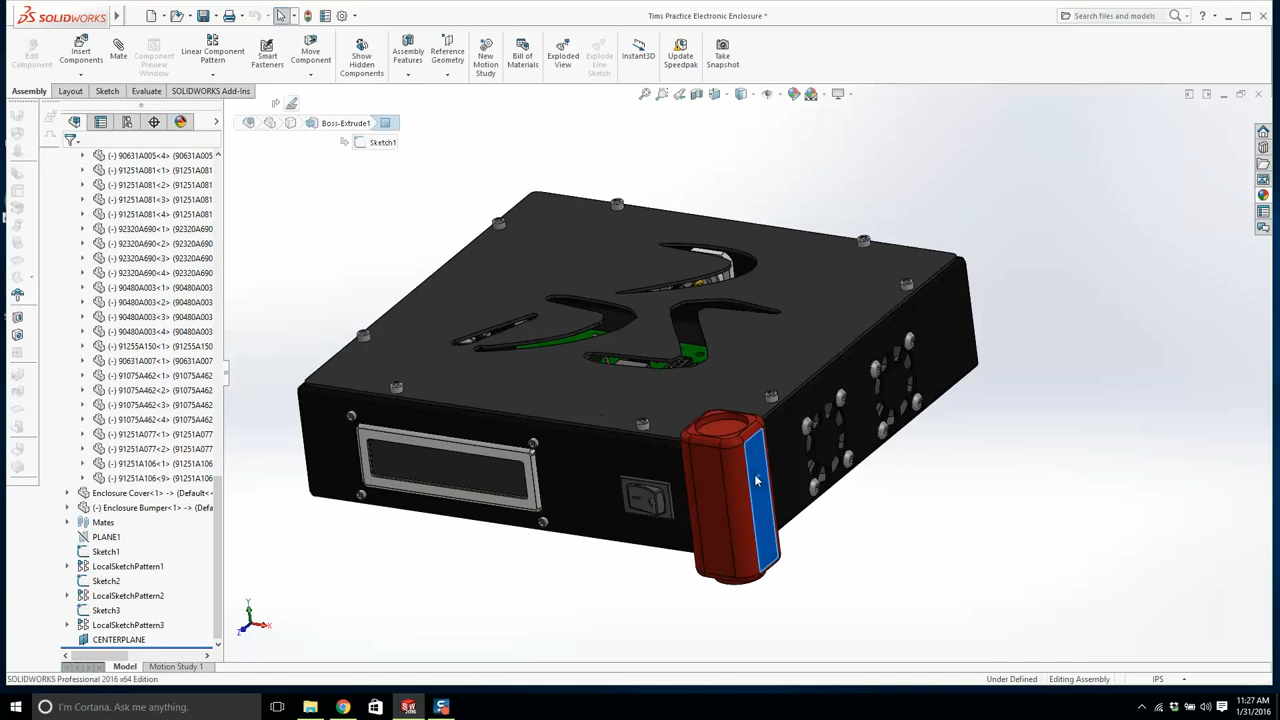 SOLIDWORKS
Tims Practice Electronic Enclosure *
Search files and models
Edit Component
Insert Components
Mate
Component Preview Window
Linear Component Pattern
Smart Fasteners
Move Component
Show Hidden Components
Assembly Features
Reference Geometry
New Motion Study
Bill of Materials
Exploded View
Explode Line Sketch
Instant3D
Update Speedpak
Take Snapshot
Assembly Layout Sketch Evaluate SOLIDWORKS Add-Ins
Boss-Extrude1
Sketch1
(-) 90631A005<4> (90631A005
(-) 91251A081<1> (91251A081
(-) 91251A081<2> (91251A081
(-) 91251A081<3> (91251A081
(-) 91251A081<4> (91251A081
(-) 92320A690<1> (92320A690
(-) 92320A690<2> (92320A690
(-) 92320A690<3> (92320A690
(-) 92320A690<4> (92320A690
(-) 90480A003<1> (90480A003
(-) 90480A003<2> (90480A003
(-) 90480A003<3> (90480A003
(-) 90480A003<4> (90480A003
(-) 91255A150<1> (91255A150
(-) 90631A007<1> (90631A007
(-) 91075A462<1> (91075A462
(-) 91075A462<2> (91075A462
(-) 91075A462<3> (91075A462
(-) 91075A462<4> (91075A462
(-) 91251A077<1> (91251A077
(-) 91251A077<2> (91251A077
(-) 91251A106<1> (91251A106
(-) 91251A106<9> (91251A106
Enclosure Cover<1> -> (Default
(-) Enclosure Bumper<1> -> (Defa
Mates
PLANE1
Sketch1
LocalSketchPattern1
Sketch2
LocalSketchPattern2
Sketch3
LocalSketchPattern3
CENTERPLANE
Y
Z
X
Model Motion Study 1
SOLIDWORKS Professional 2016 x64 Edition
Under Defined Editing Assembly IPS
I'm Cortana. Ask me anything.
11:27 AM
1/31/2016